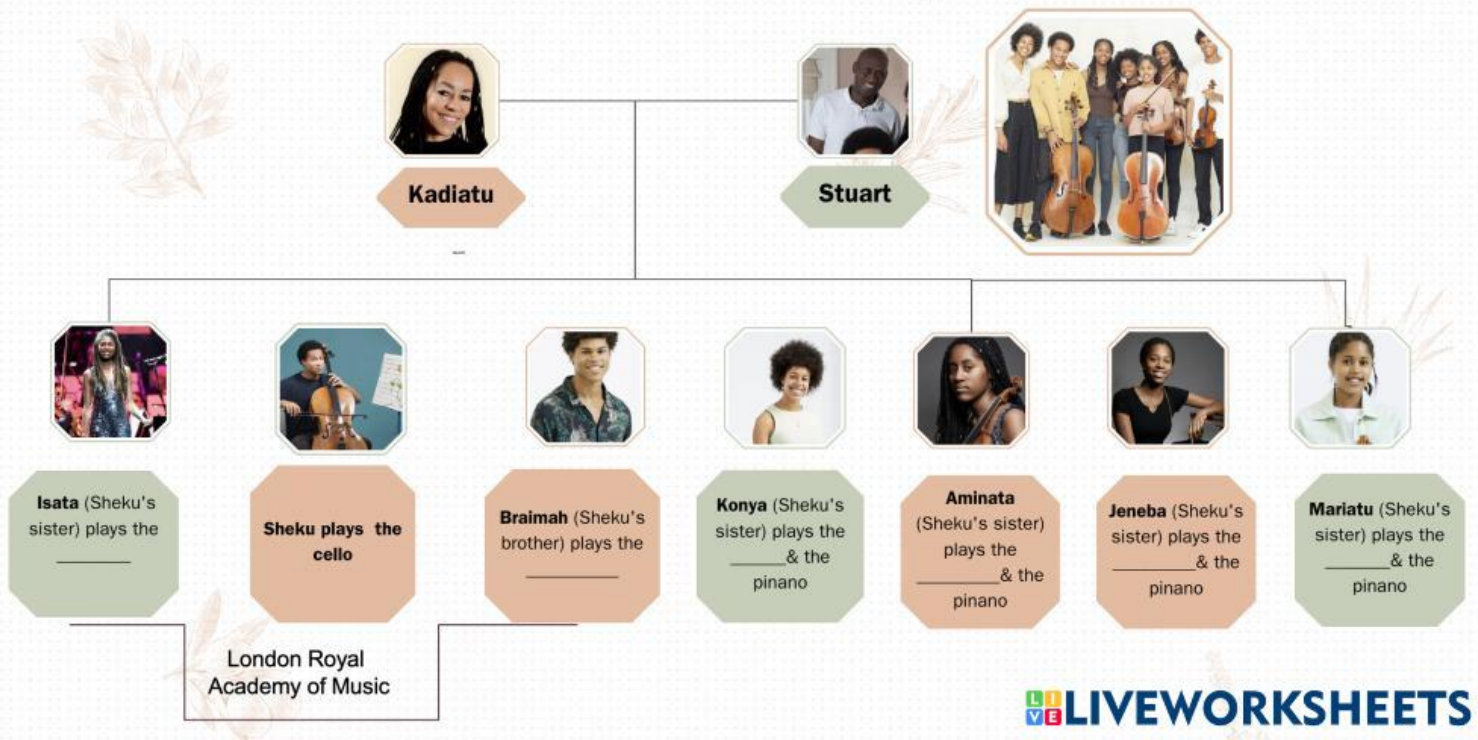 Kadiatu
Stuart
Isata (Sheku's
sister) plays the
________
Sheku plays the
cello
Braimah (Sheku's
brother) plays the
__________
Konya (Sheku's
sister) plays the
______& the
pinano
Aminata
(Sheku's sister)
plays the
_________& the
pinano
Jeneba (Sheku's
sister) plays the
_________& the
pinano
Mariatu (Sheku's
sister) plays the
_______& the
pinano
London Royal
Academy of Music
LIVE LIVEWORKSHEETS